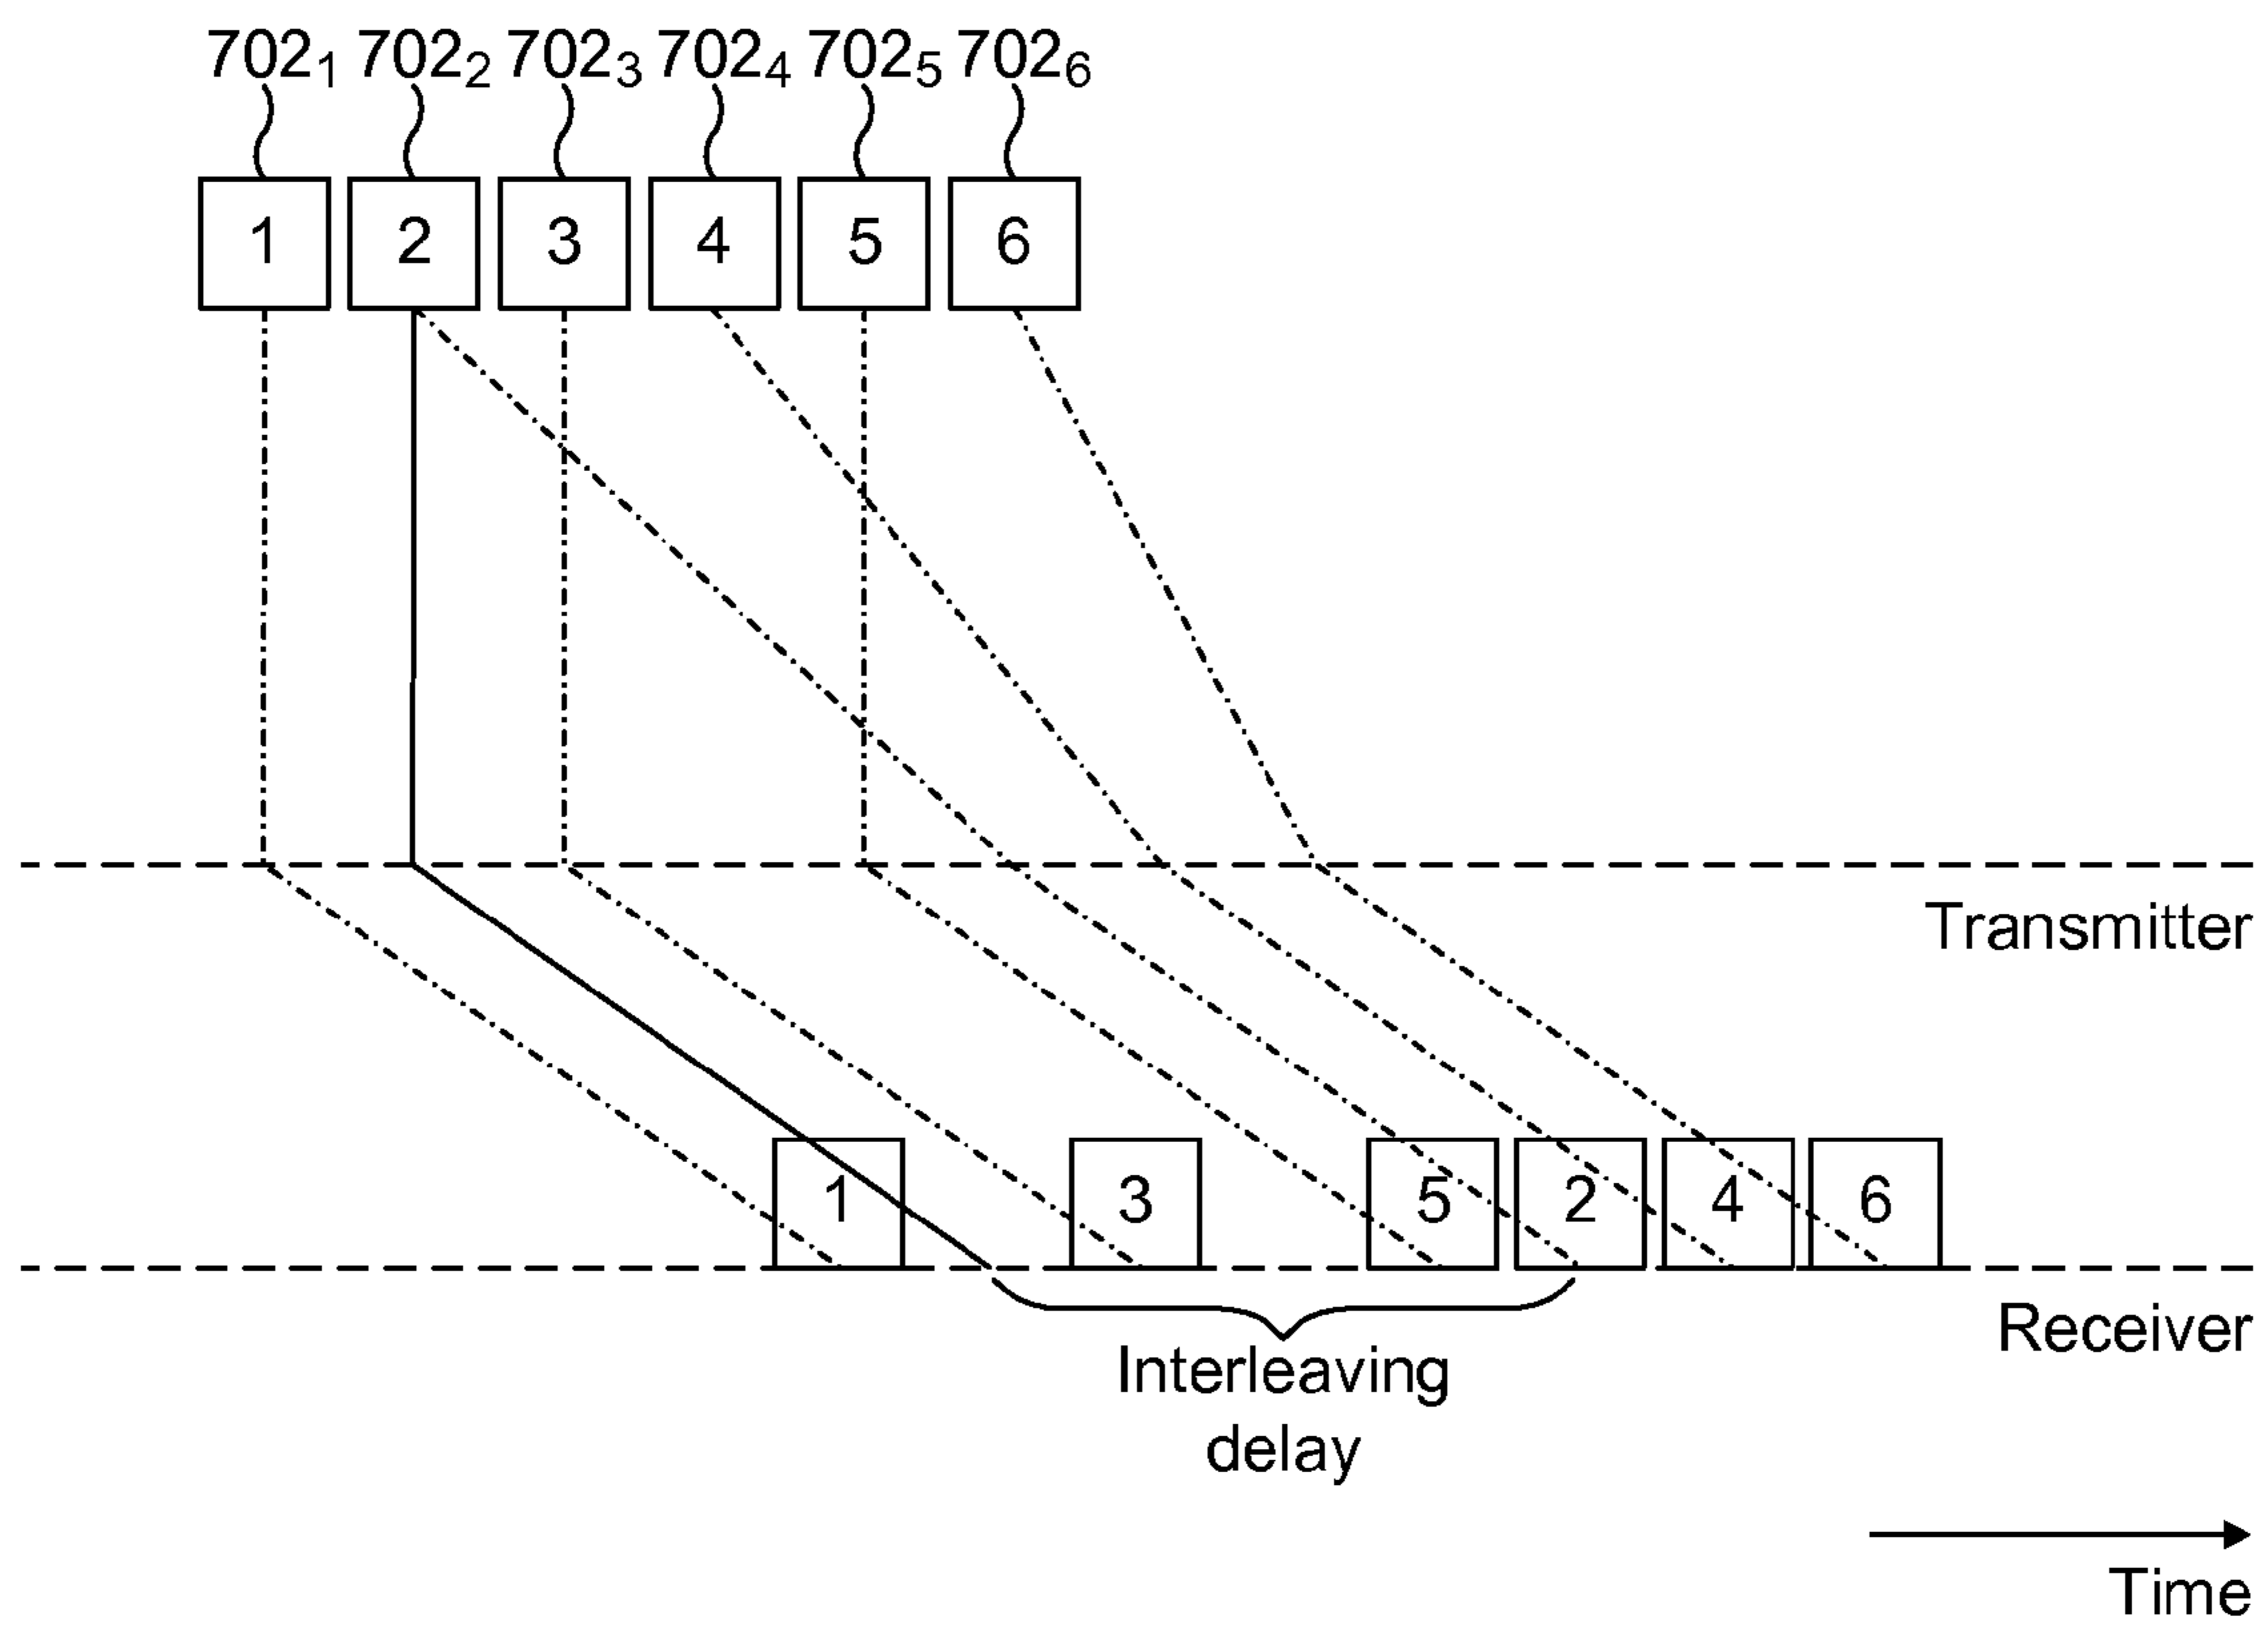 702₁ 702₂ 702₃ 702₄ 702₅ 702₆
1 2 3 4 5 6
Transmitter
1 3 5 2 4 6
Receiver
Interleaving
delay
Time